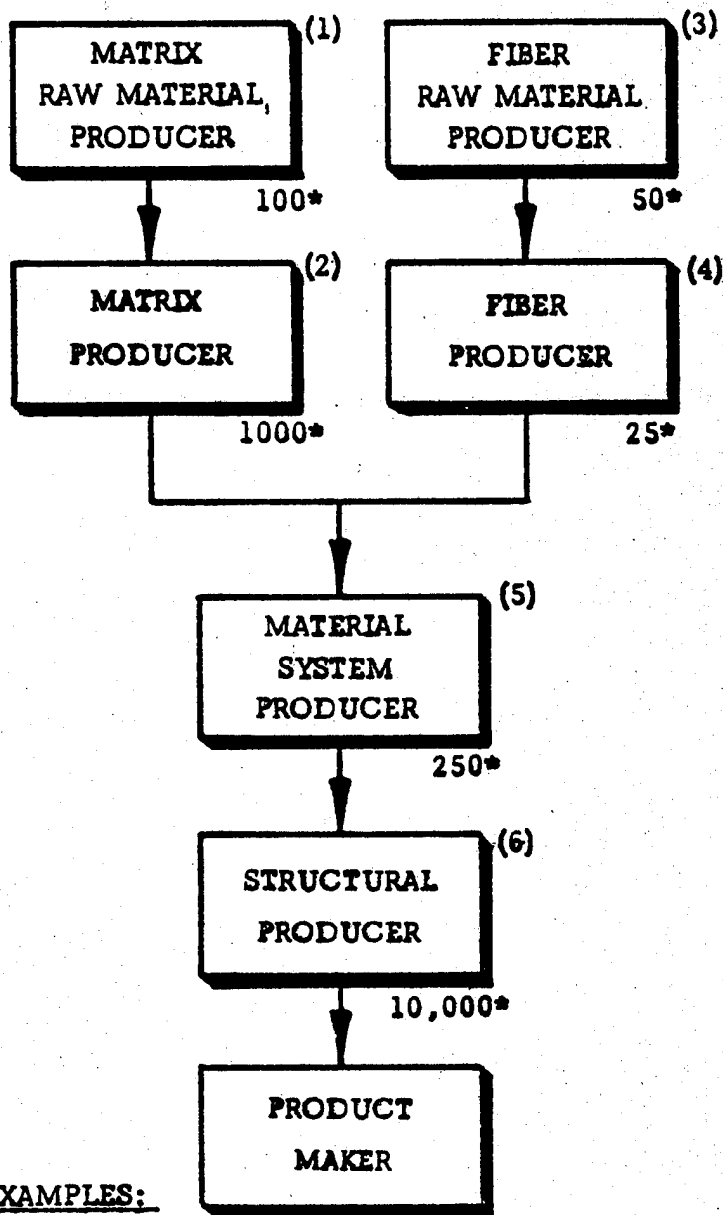 (1)
MATRIX
RAW MATERIAL,
PRODUCER
100*
(3)
FIBER
RAW MATERIAL
PRODUCER
50*
(2)
MATRIX
PRODUCER
1000*
(4)
FIBER
PRODUCER
25*
(5)
MATERIAL
SYSTEM
PRODUCER
250*
(6)
STRUCTURAL
PRODUCER
10,000*
PRODUCT
MAKER
XAMPLES: